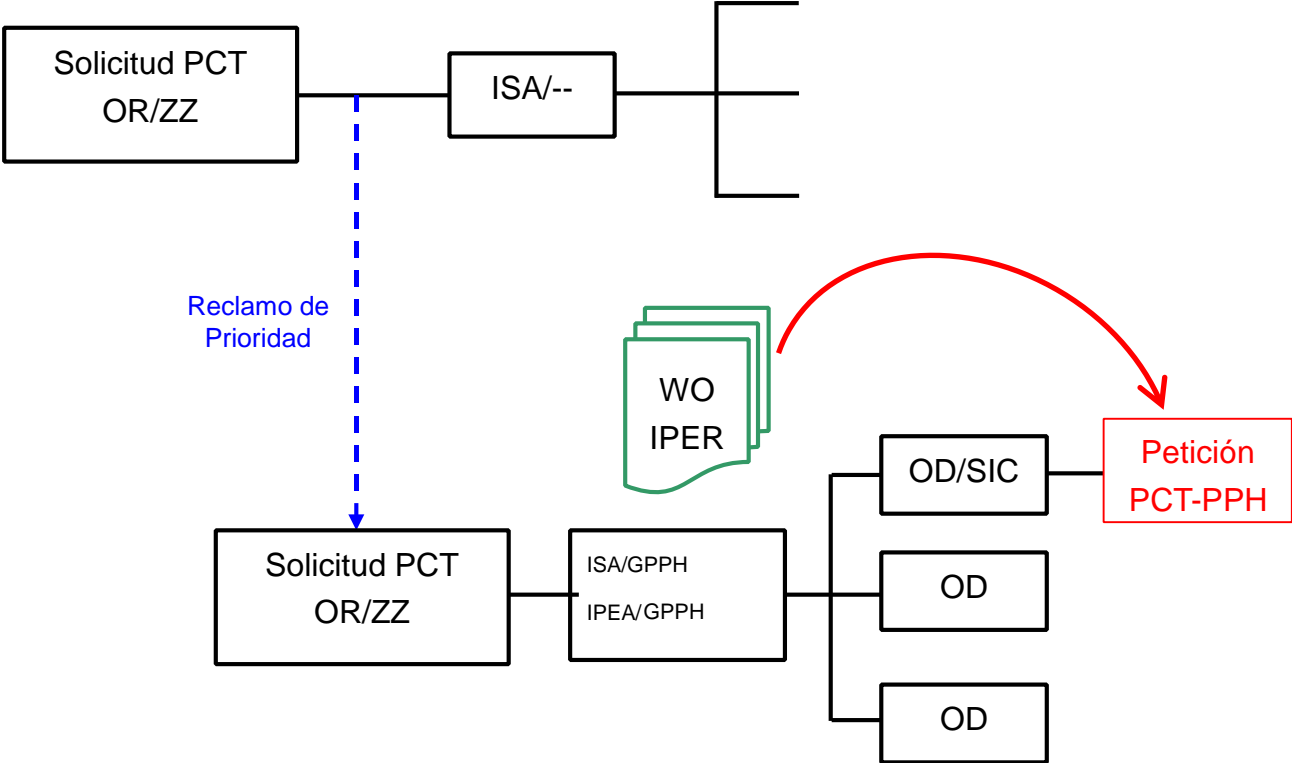 Solicitud PCT
OR/ZZ
ISA/--
Reclamo de
Prioridad
WO
IPER
OD/SIC
Petición
PCT-PPH
Solicitud PCT
OR/ZZ
ISA/GPPH
IPEA/GPPH
OD
OD